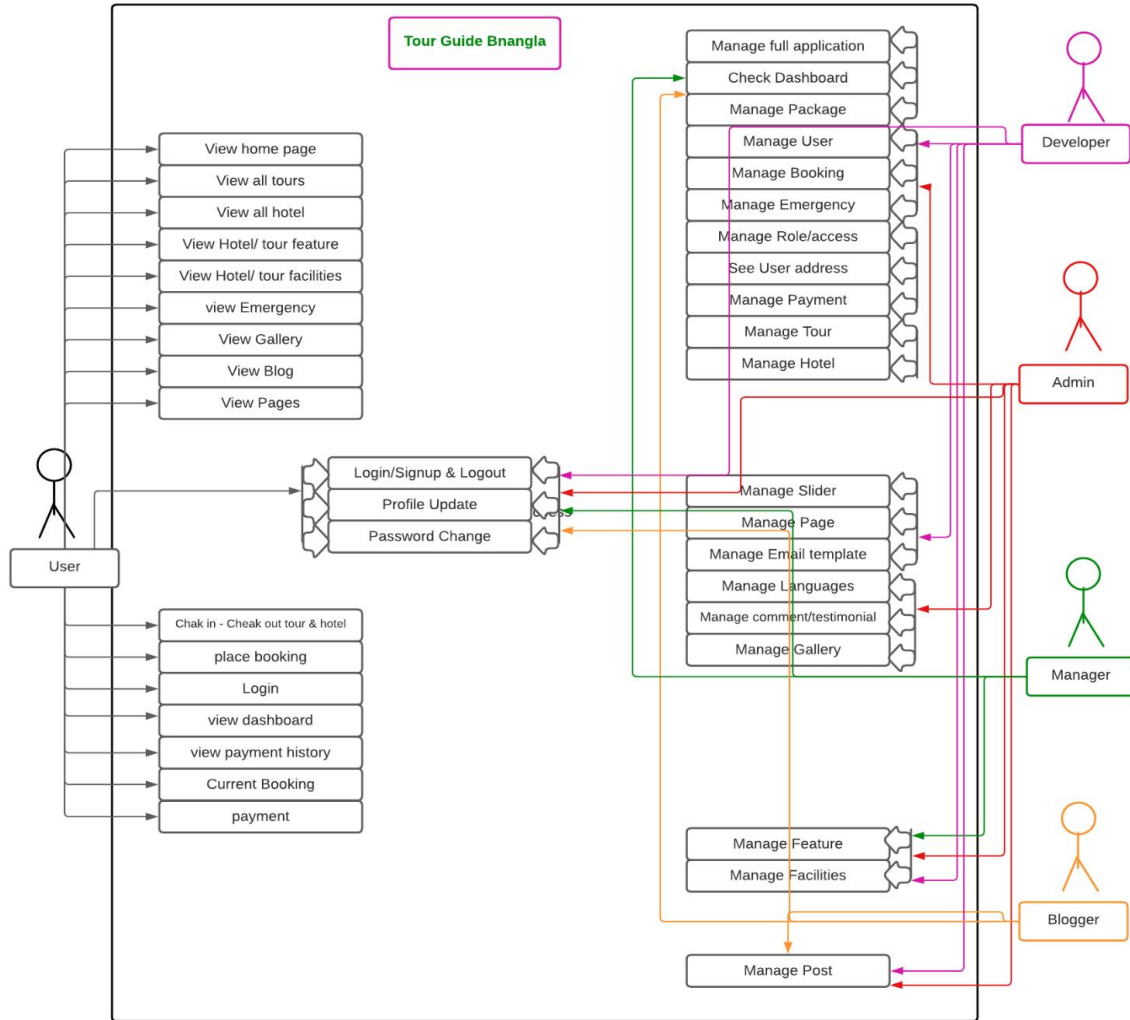 Tour Guide Bnangla
View home page
View all tours
View all hotel
View Hotel/ tour feature
View Hotel/ tour facilities
view Emergency
View Gallery
View Blog
View Pages
User
Chak in - Cheak out tour & hotel
place booking
Login
view dashboard
view payment history
Current Booking
payment
Login/Signup & Logout
Profile Update
Password Change
Manage full application
Check Dashboard
Manage Package
Manage User
Manage Booking
Manage Emergency
Manage Role/access
See User address
Manage Payment
Manage Tour
Manage Hotel
Manage Slider
Manage Page
Manage Email template
Manage Languages
Manage comment/testimonial
Manage Gallery
Manage Feature
Manage Facilities
Manage Post
Developer
Admin
Manager
Blogger